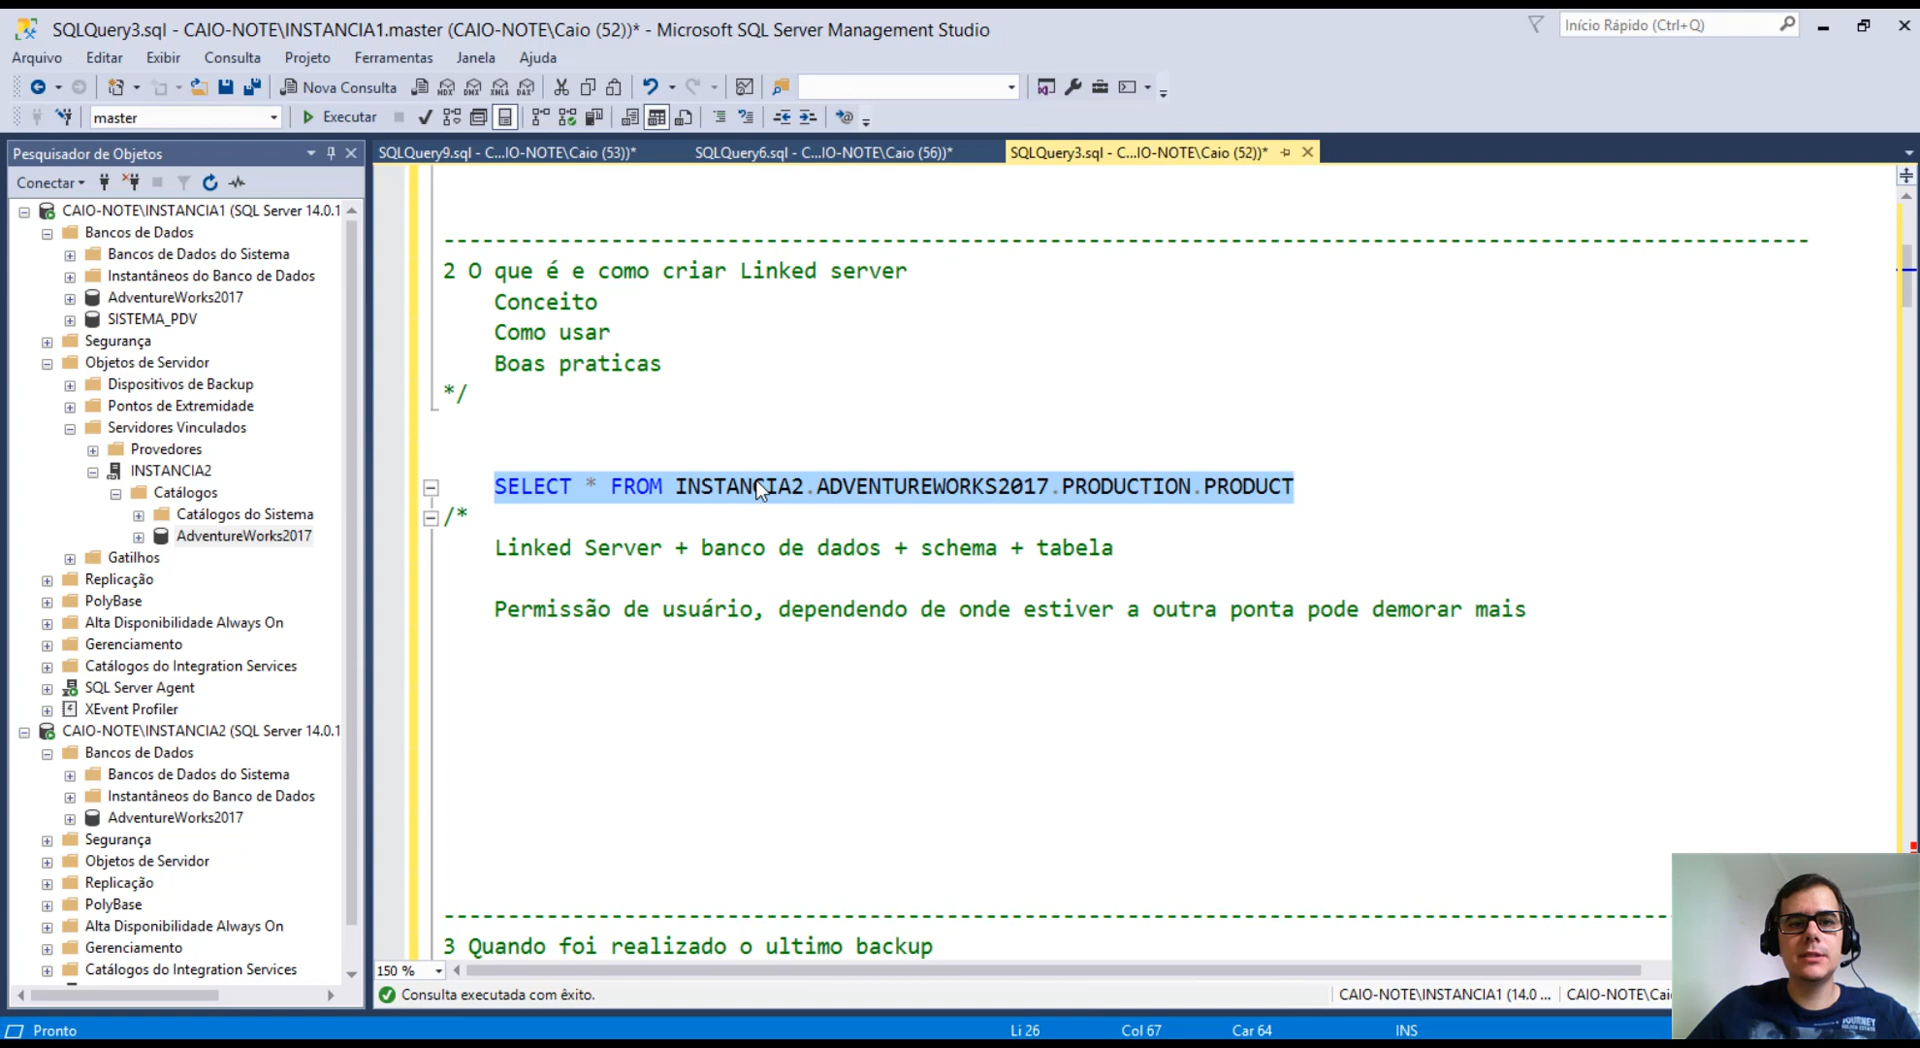 SQLQuery3.sql - CAIO-NOTE\INSTANCIA1.master (CAIO-NOTE\Caio (52))* - Microsoft SQL Server Management Studio
Início Rápido (Ctrl+Q)
Arquivo Editar Exibir Consulta Projeto Ferramentas Janela Ajuda
Nova Consulta
MDX DMX XMLA DAX
master
Executar
Pesquisador de Objetos
SQLQuery9.sql - C...IO-NOTE\Caio (53))*
SQLQuery6.sql - C...IO-NOTE\Caio (56))*
SQLQuery3.sql - C...IO-NOTE\Caio (52))*
Conectar
CAIO-NOTE\INSTANCIA1 (SQL Server 14.0.1
Bancos de Dados
Bancos de Dados do Sistema
Instantâneos do Banco de Dados
AdventureWorks2017
SISTEMA_PDV
Segurança
Objetos de Servidor
Dispositivos de Backup
Pontos de Extremidade
Servidores Vinculados
Provedores
INSTANCIA2
Catálogos
Catálogos do Sistema
AdventureWorks2017
Gatilhos
Replicação
PolyBase
Alta Disponibilidade Always On
Gerenciamento
Catálogos do Integration Services
SQL Server Agent
XEvent Profiler
CAIO-NOTE\INSTANCIA2 (SQL Server 14.0.1
Bancos de Dados
Bancos de Dados do Sistema
Instantâneos do Banco de Dados
AdventureWorks2017
Segurança
Objetos de Servidor
Replicação
PolyBase
Alta Disponibilidade Always On
Gerenciamento
Catálogos do Integration Services
----------------------------------------------------------------------------------------------------------
2 O que é e como criar Linked server
Conceito
Como usar
Boas praticas
*/
SELECT * FROM INSTANCIA2.ADVENTUREWORKS2017.PRODUCTION.PRODUCT
/*
Linked Server + banco de dados + schema + tabela
Permissão de usuário, dependendo de onde estiver a outra ponta pode demorar mais
-----------------------------------------------------------------------------------------------
3 Quando foi realizado o ultimo backup
150 %
Consulta executada com êxito.
CAIO-NOTE\INSTANCIA1 (14.0 ...
CAIO-NOTE\Cai
Pronto
Li 26
Col 67
Car 64
INS
JOURNEY